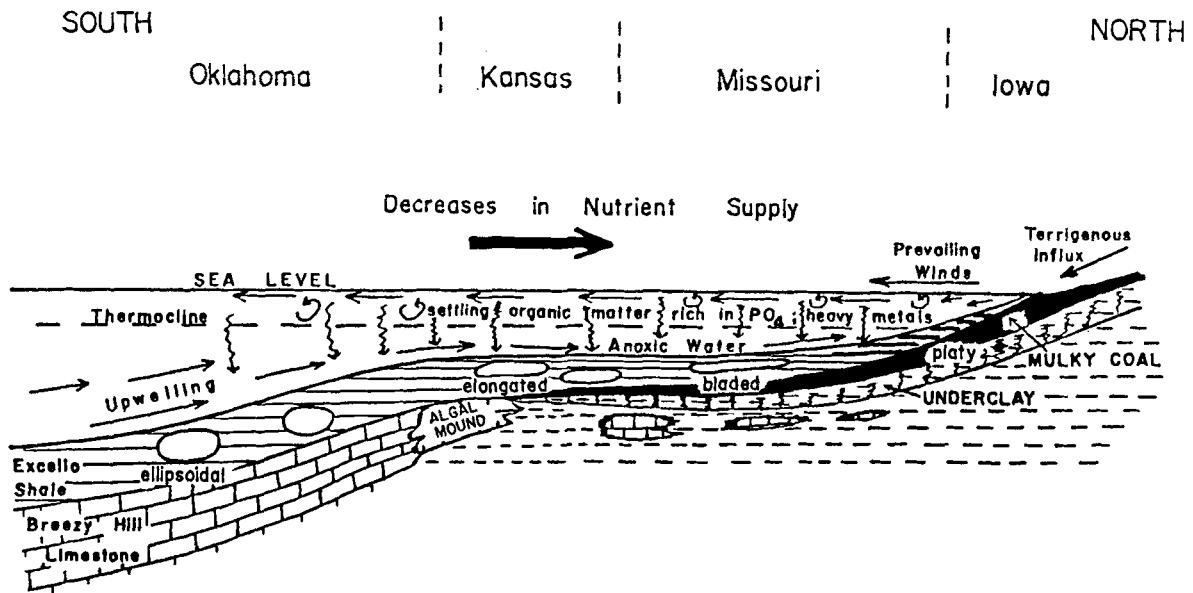 SOUTH
NORTH
Oklahoma
Kansas
Missouri
Iowa
Decreases in Nutrient Supply
Prevailing
Winds
Terrigenous
Influx
SEA LEVEL
Thermocline
settling organic matter rich in PO4; heavy metals
Anoxic Water
Upwelling
elongated
bladed
platy
MULKY COAL
UNDERCLAY
ALGAL
MOUND
ellipsoidal
Excello
Shale
Breezy Hill
Limestone